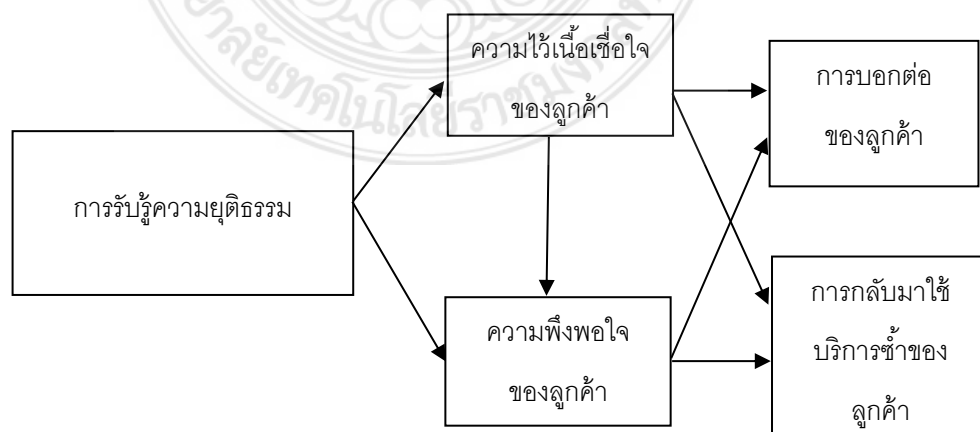 ความไว้เนื้อเชื่อใจ
ของลูกค้า
การบอกต่อ
ของลูกค้า
การรับรู้ความยุติธรรม
ความพึงพอใจ
ของลูกค้า
การกลับมาใช้
บริการซ้ำของ
ลูกค้า